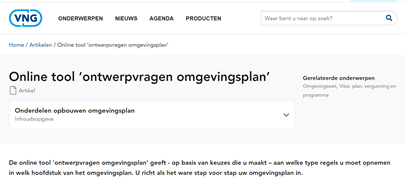 VNG
ONDERWERPEN NIEUWS AGENDA PRODUCTEN
Waar bent u naar op zoek?
Home / Artikelen / Online tool ‘ontwerpvragen omgevingsplan’
Online tool ‘ontwerpvragen omgevingsplan’
Artikel
Gerelateerde onderwerpen
Omgevingswet, Visie, plan, vergunning en
programma
Onderdelen opbouwen omgevingsplan
Inhoudsopgave
De online tool ‘ontwerpvragen omgevingsplan’ geeft - op basis van keuzes die u maakt – aan welke type regels u moet opnemen
in welk hoofdstuk van het omgevingsplan. U richt als het ware stap voor stap uw omgevingsplan in.